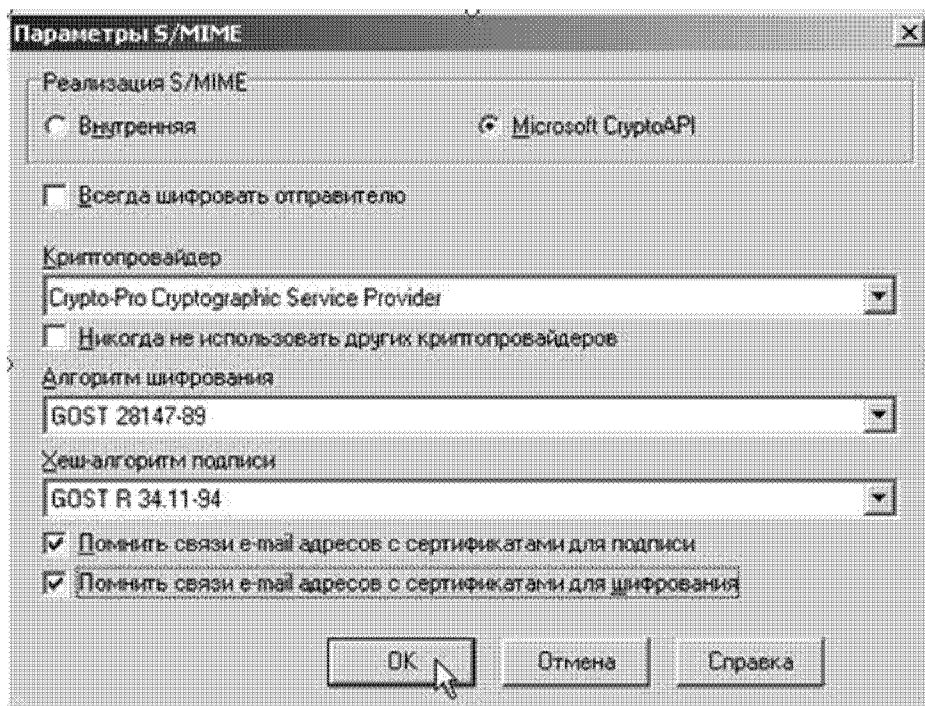 Параметры S/MIME
Реализация S/MIME
Внутренняя
Microsoft CryptoAPI
Всегда шифровать отправителю
Криптопровайдер
Crypto-Pro Cryptographic Service Provider
Никогда не использовать других криптопровайдеров
Алгоритм шифрования
GOST 28147-89
Хеш-алгоритм подписи
GOST R 34.11-94
Помнить связи e-mail адресов с сертификатами для подписи
Помнить связи e-mail адресов с сертификатами для шифрования
OK
Отмена
Справка